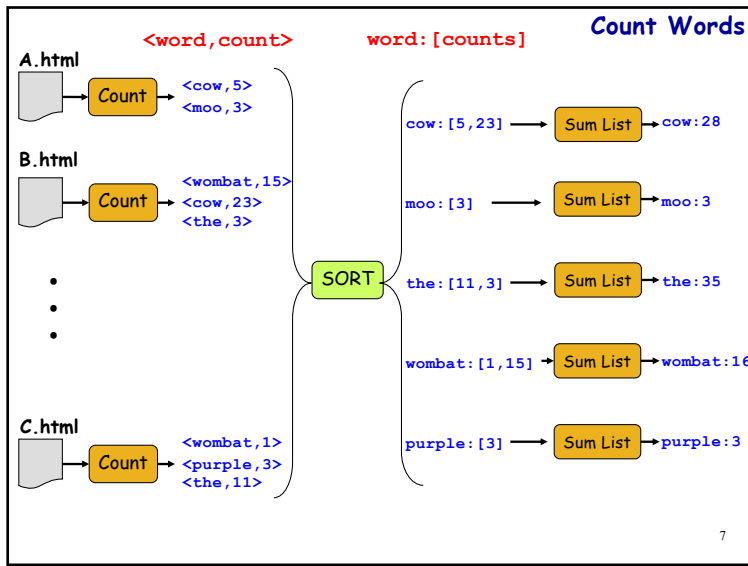 Count Words
<word,count>
word:[counts]
A.html
Count
<cow,5>
<moo,3>
B.html
Count
<wombat,15>
<cow,23>
<the,3>
C.html
Count
<wombat,1>
<purple,3>
<the,11>
SORT
cow:[5,23]
Sum List
cow:28
moo:[3]
Sum List
moo:3
the:[11,3]
Sum List
the:35
wombat:[1,15]
Sum List
wombat:16
purple:[3]
Sum List
purple:3
7